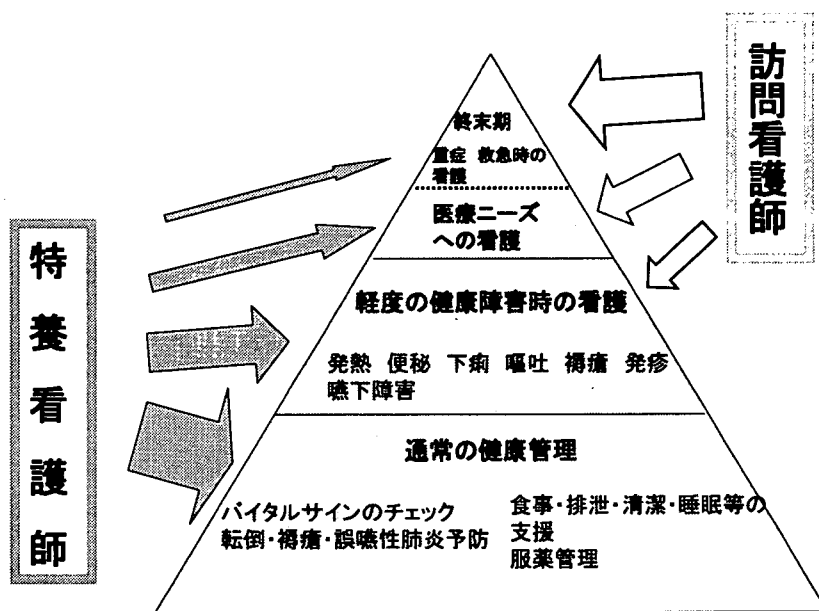 訪問看護師
終末期
重症 救急時の
看護
医療ニーズ
への看護
特養看護師
軽度の健康障害時の看護
発熱 便秘 下痢 嘔吐 褥瘡 発疹
嚥下障害
通常の健康管理
バイタルサインのチェック
転倒・褥瘡・誤嚥性肺炎予防
食事・排泄・清潔・睡眠等の
支援
服薬管理